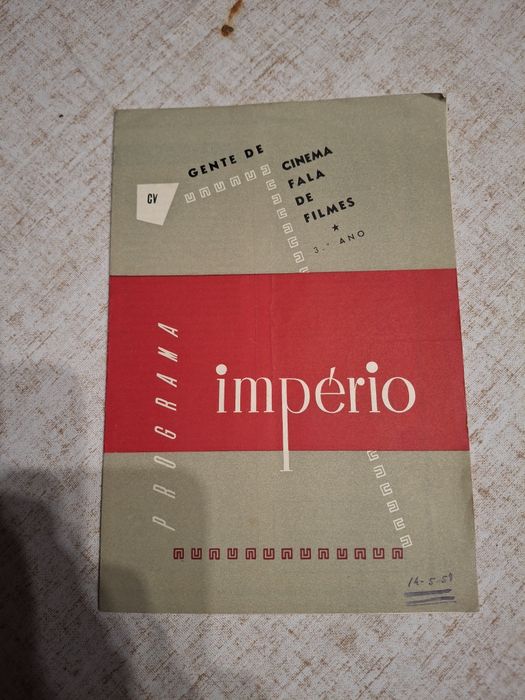 GENTE DE
CINEMA
FALA
DE
FILMES
★
3.º ANO
CV
PROGRAMA
império
14-5-59